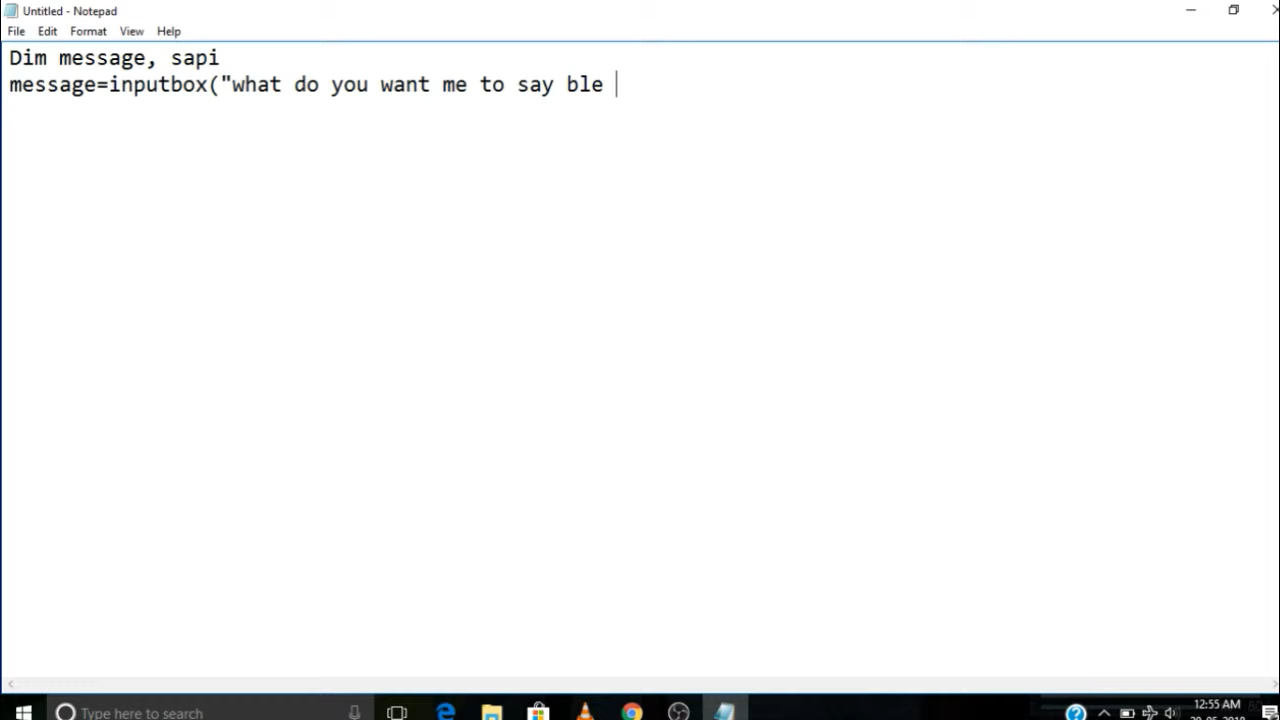 Untitled - Notepad
File Edit Format View Help
Dim message, sapi
message=inputbox("what do you want me to say ble
Type here to search
12:55 AM